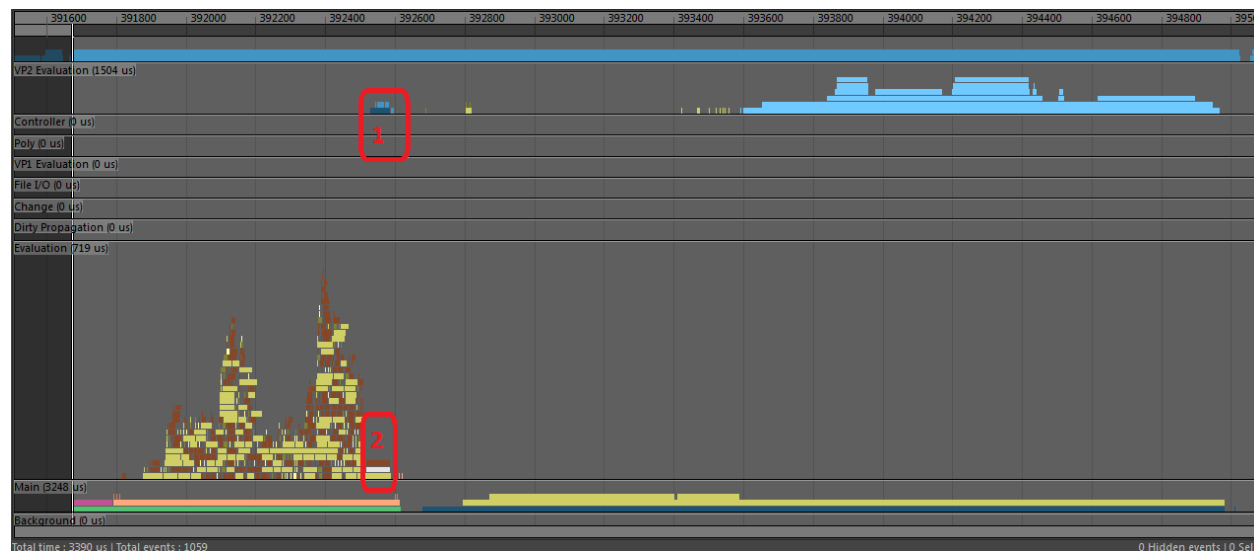 391600 391800 392000 392200 392400 392600 392800 393000 393200 393400 393600 393800 394000 394200 394400 394600 394800 395
VP2 Evaluation (1504 us)
1
Controller (0 us)
Poly (0 us)
VP1 Evaluation (0 us)
File I/O (0 us)
Change (0 us)
Dirty Propagation (0 us)
Evaluation (719 us)
2
Main (3248 us)
Background (0 us)
Total time : 3390 us | Total events : 1059 0 Hidden events | 0 Sel